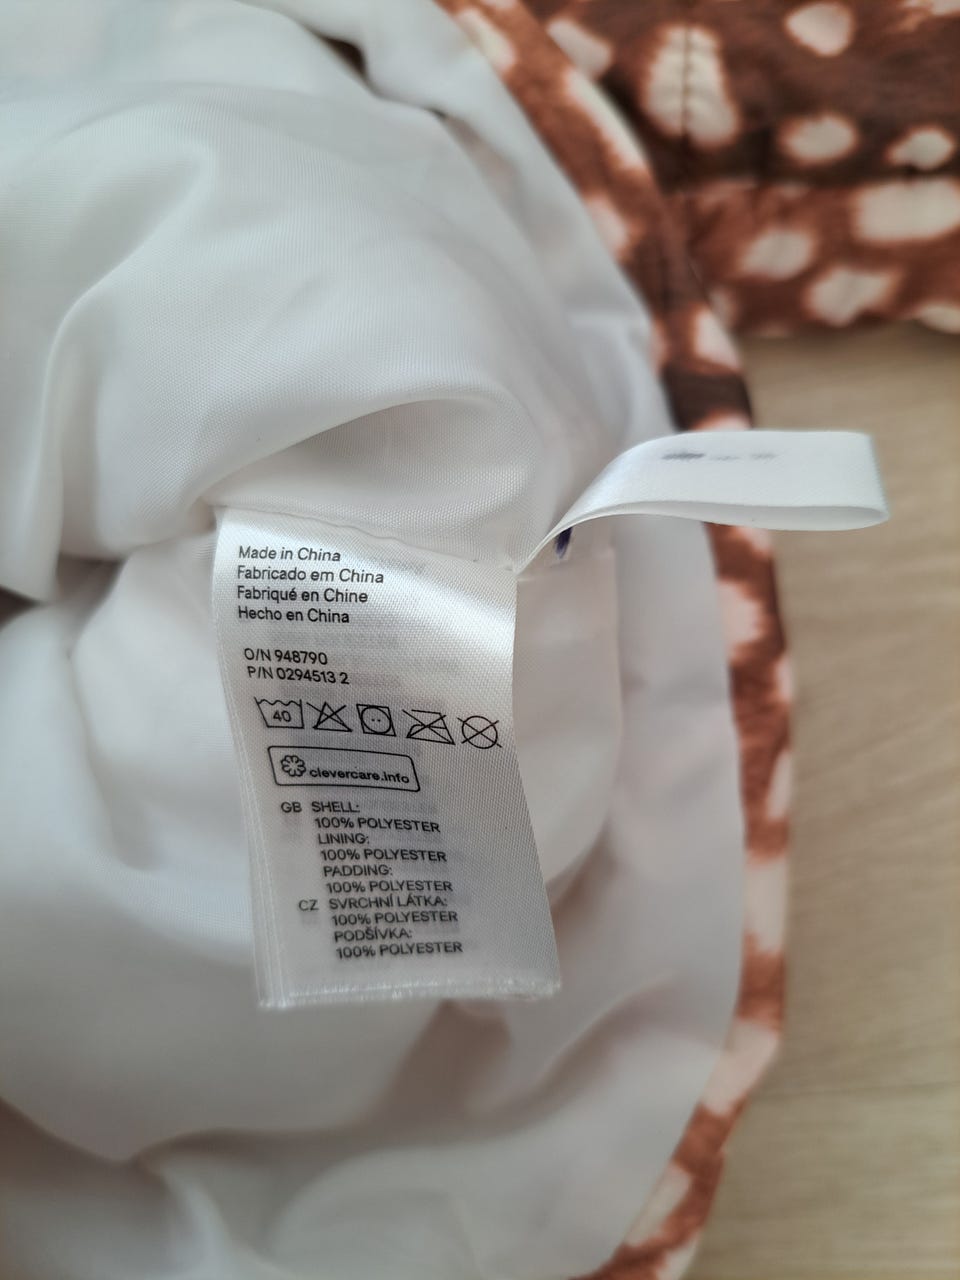 Made in China
Fabricado em China
Fabriqué en Chine
Hecho en China
O/N 948790
P/N 0294513 2
40
clevercare.info
GB SHELL:
100% POLYESTER
LINING:
100% POLYESTER
PADDING:
100% POLYESTER
CZ SVRCHNÍ LÁTKA:
100% POLYESTER
PODŠÍVKA:
100% POLYESTER